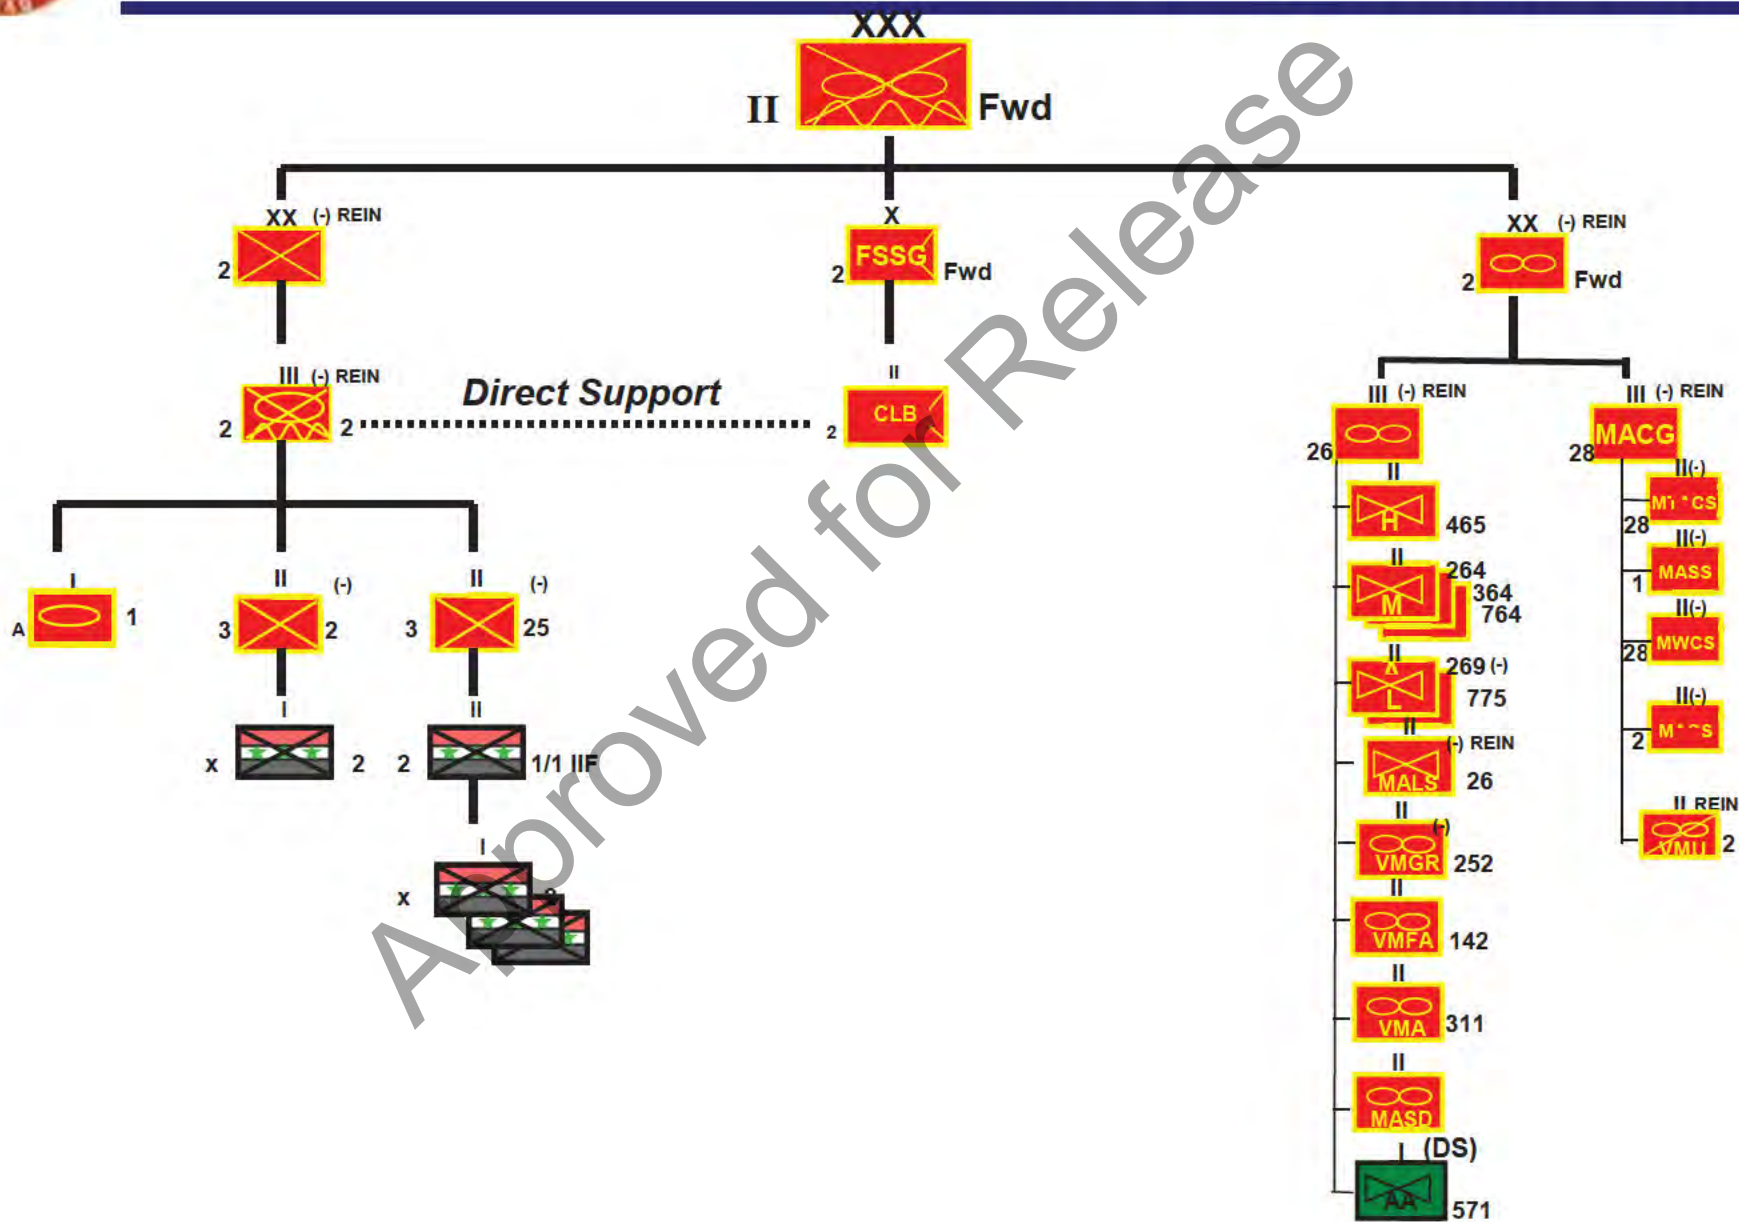 XXX
II Fwd
XX (-) REIN
2
X
FSSG
2 Fwd
XX (-) REIN
2 Fwd
III (-) REIN
2 2
Direct Support
II
CLB
2
III (-) REIN
26
III (-) REIN
MACG
28
I
A 1
II (-)
3 2
II (-)
3 25
I
x 2
II
2 1/1 IIF
I
x
II
H 465
II
M 264
364
764
II
L 269 (-)
775
II (-) REIN
MALS 26
II (-)
VMGR 252
II
VMFA 142
II
VMA 311
II
MASD
I (DS)
AA 571
II(-)
28
II(-)
MASS
1
II(-)
MWCS
28
II(-)
2
II REIN
VMU 2
Approved for Release